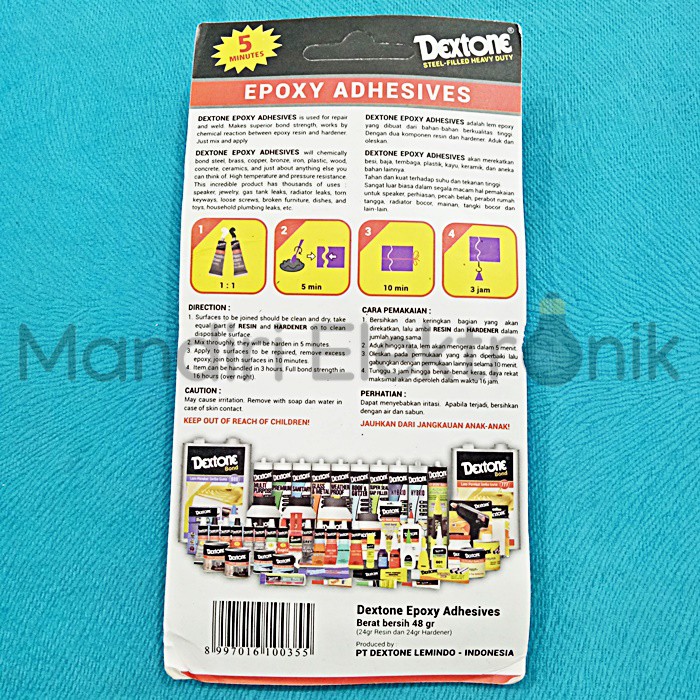 5
MINUTES
DEXTONE®
STEEL-FILLED HEAVY DUTY
EPOXY ADHESIVES
DEXTONE EPOXY ADHESIVES is used for repair
and weld. Makes superior bond strength, works by
chemical reaction between epoxy resin and hardener.
Just mix and apply
DEXTONE EPOXY ADHESIVES will chemically
bond steel, brass, copper, bronze, iron, plastic, wood,
concrete, ceramics, and just about anything else you
can think of. High temperature and pressure resistance.
This incredible product has thousands of uses :
speaker, jewelry, gas tank leaks, radiator leaks, torn
keyways, loose screws, broken furniture, dishes, and
toys, household plumbing leaks, etc.
DEXTONE EPOXY ADHESIVES adalah lem epoxy
yang dibuat dari bahan-bahan berkualitas tinggi.
Dengan dua komponen resin dan hardener. Aduk dan
oleskan.
DEXTONE EPOXY ADHESIVES akan merekatkan
besi, baja, tembaga, plastik, kayu, keramik, dan aneka
bahan lainnya.
Tahan dan kuat terhadap suhu dan tekanan tinggi.
Sangat luar biasa dalam segala macam hal pemakaian
untuk speaker, perhiasan, pecah belah, perabot rumah
tangga, radiator bocor, mainan, tangki bocor dan
lain-lain.
1
1 : 1
2
5 min
3
10 min
4
3 jam
DIRECTION :
1. Surfaces to be joined should be clean and dry, take
equal part of RESIN and HARDENER on to clean
disposable surface.
2. Mix throughly, mixture will harden in 5 minutes.
3. Apply to surfaces to be repaired, remove excess
epoxy, join both surfaces in 10 minutes.
4. Item can be handled in 3 hours. Full bond strength in
16 hours (over night).
CAUTION :
May cause irritation. Remove with soap dan water in
case of skin contact.
KEEP OUT OF REACH OF CHILDREN!
CARA PEMAKAIAN :
1. Bersihkan dan keringkan bagian yang akan
direkatkan, lalu aduk RESIN dan HARDENER dalam
jumlah yang sama.
2. Aduk hingga rata, lem akan mengeras dalam 5 menit.
3. Oleskan pada permukaan yang akan diperbaiki lalu
gabungkan dengan permukaan lainnya selama 10 menit.
4. Tunggu 3 jam hingga benar-benar keras, daya rekat
maksimal akan diperoleh dalam waktu 16 jam.
PERHATIAN :
Dapat menyebabkan iritasi. Apabila terjadi, bersihkan
dengan air dan sabun.
JAUHKAN DARI JANGKAUAN ANAK-ANAK!
Mandiri Elektronik
DEXTONE
Bond
DEXTONE
Bond
8 997016 100355
Dextone Epoxy Adhesives
Berat bersih 48 gr
(24gr Resin dan 24gr Hardener)
Produced by
PT DEXTONE LEMINDO - INDONESIA